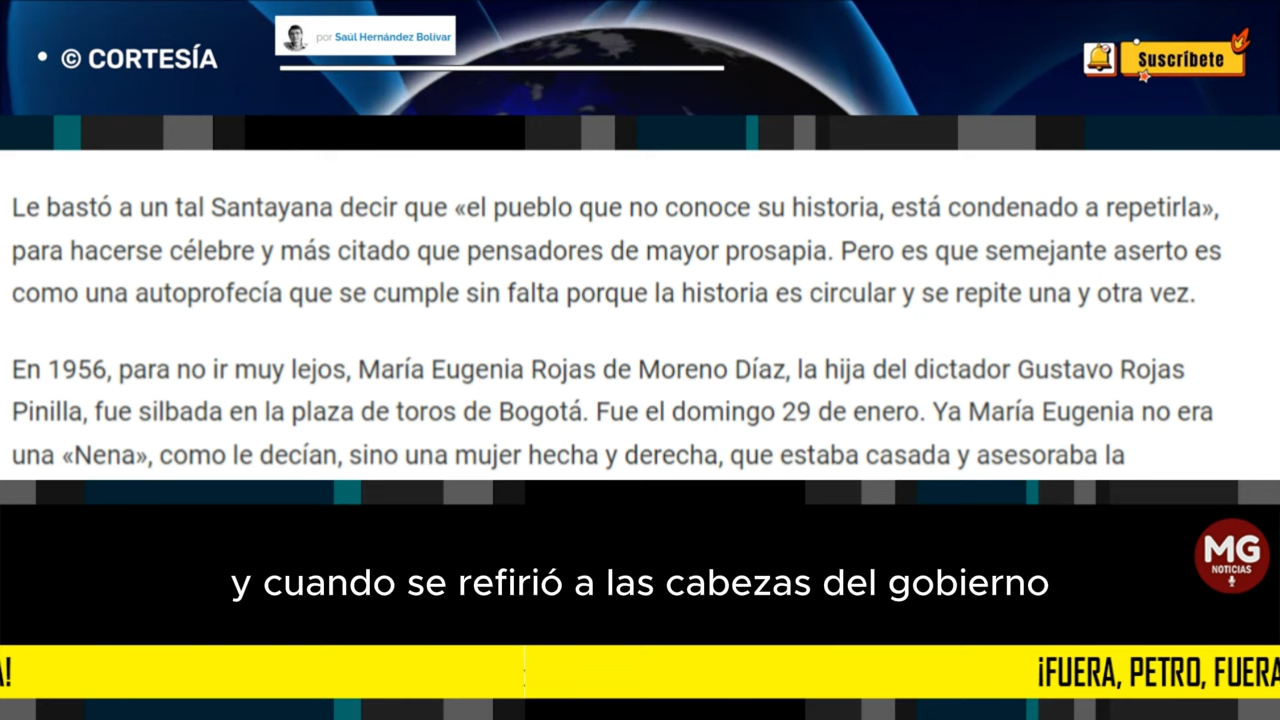 • © CORTESÍA
por Saúl Hernández Bolívar
Suscríbete
Le bastó a un tal Santayana decir que «el pueblo que no conoce su historia, está condenado a repetirla»,
para hacerse célebre y más citado que pensadores de mayor prosapia. Pero es que semejante aserto es
como una autoprofecía que se cumple sin falta porque la historia es circular y se repite una y otra vez.
En 1956, para no ir muy lejos, María Eugenia Rojas de Moreno Díaz, la hija del dictador Gustavo Rojas
Pinilla, fue silbada en la plaza de toros de Bogotá. Fue el domingo 29 de enero. Ya María Eugenia no era
una «Nena», como le decían, sino una mujer hecha y derecha, que estaba casada y asesoraba la
MG
NOTICIAS
y cuando se refirió a las cabezas del gobierno
A! ¡FUERA, PETRO, FUERA